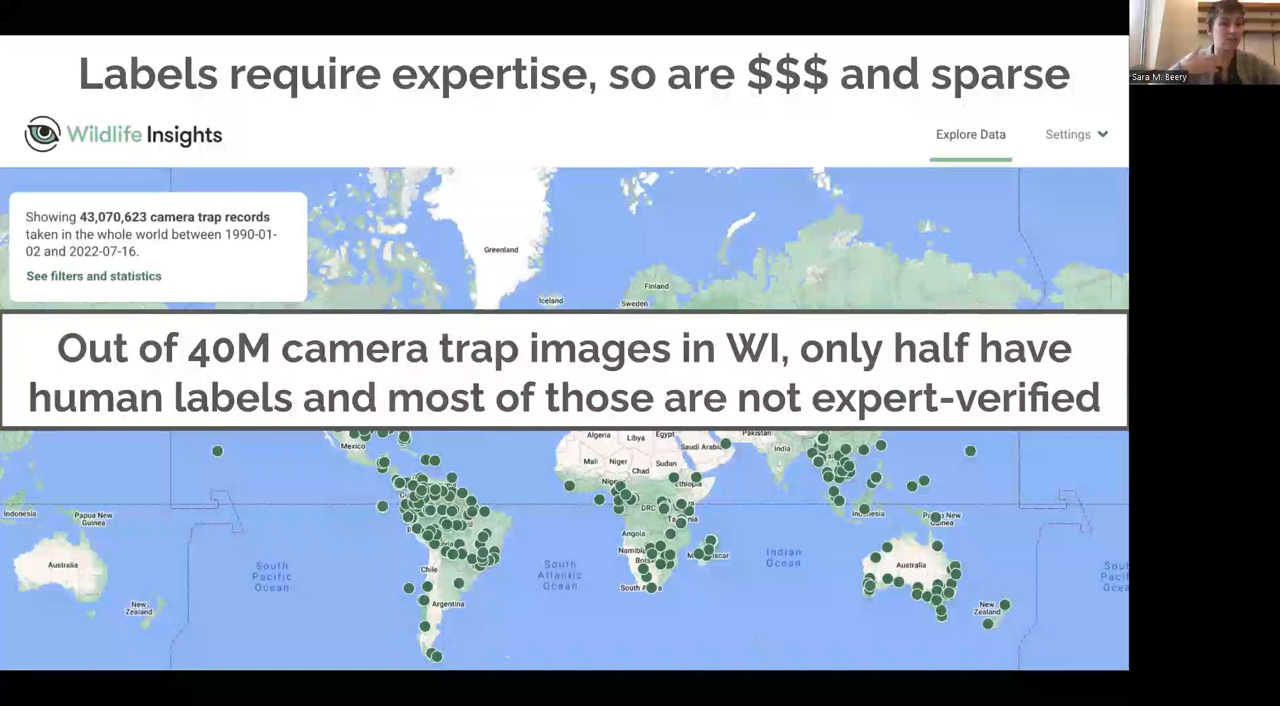 Labels require expertise, so are $$$ and sparse
Sara M. Beery
Wildlife Insights
Explore Data
Settings
Showing 43,070,623 camera trap records
taken in the whole world between 1990-01-
02 and 2022-07-16.
See filters and statistics
Greenland
Iceland
Finland
Sweden
Out of 40M camera trap images in WI, only half have
human labels and most of those are not expert-verified
Mexico
Algeria
Libya
Egypt
Saudi Arabia
Pakistan
India
Mali
Niger
Chad
Sudan
Ethiopia
DRC
Indonesia
Papua New
Guinea
Angola
Australia
South
Pacific
Ocean
Chile
Argentina
South
Atlantic
Ocean
Indian
Ocean
Australia
New
Zealand
New
Zealand